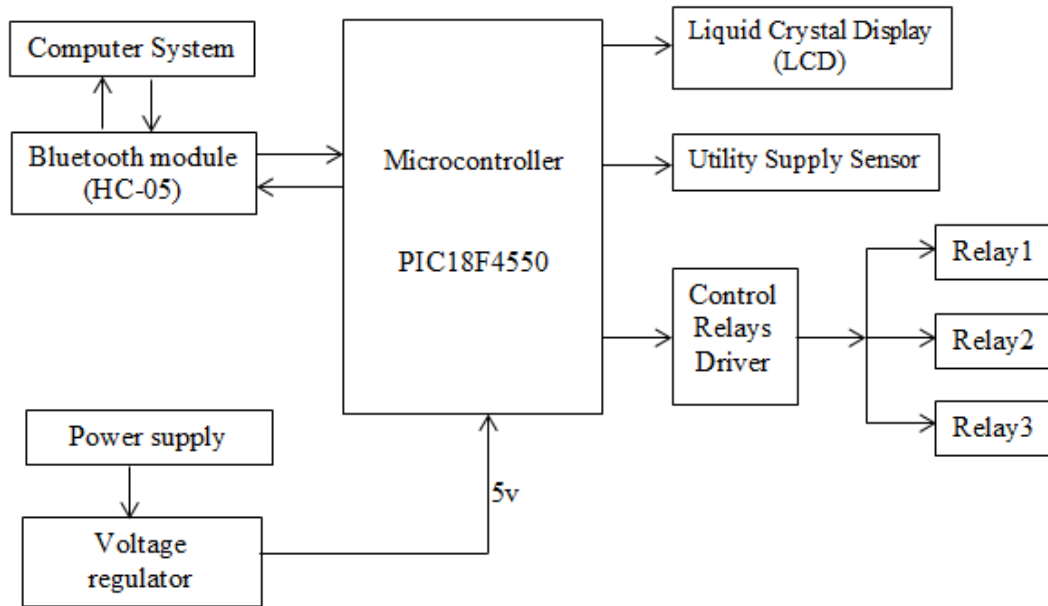 Computer System
Bluetooth module
(HC-05)
Microcontroller
PIC18F4550
Liquid Crystal Display
(LCD)
Utility Supply Sensor
Control
Relays
Driver
Relay1
Relay2
Relay3
Power supply
Voltage
regulator
5v